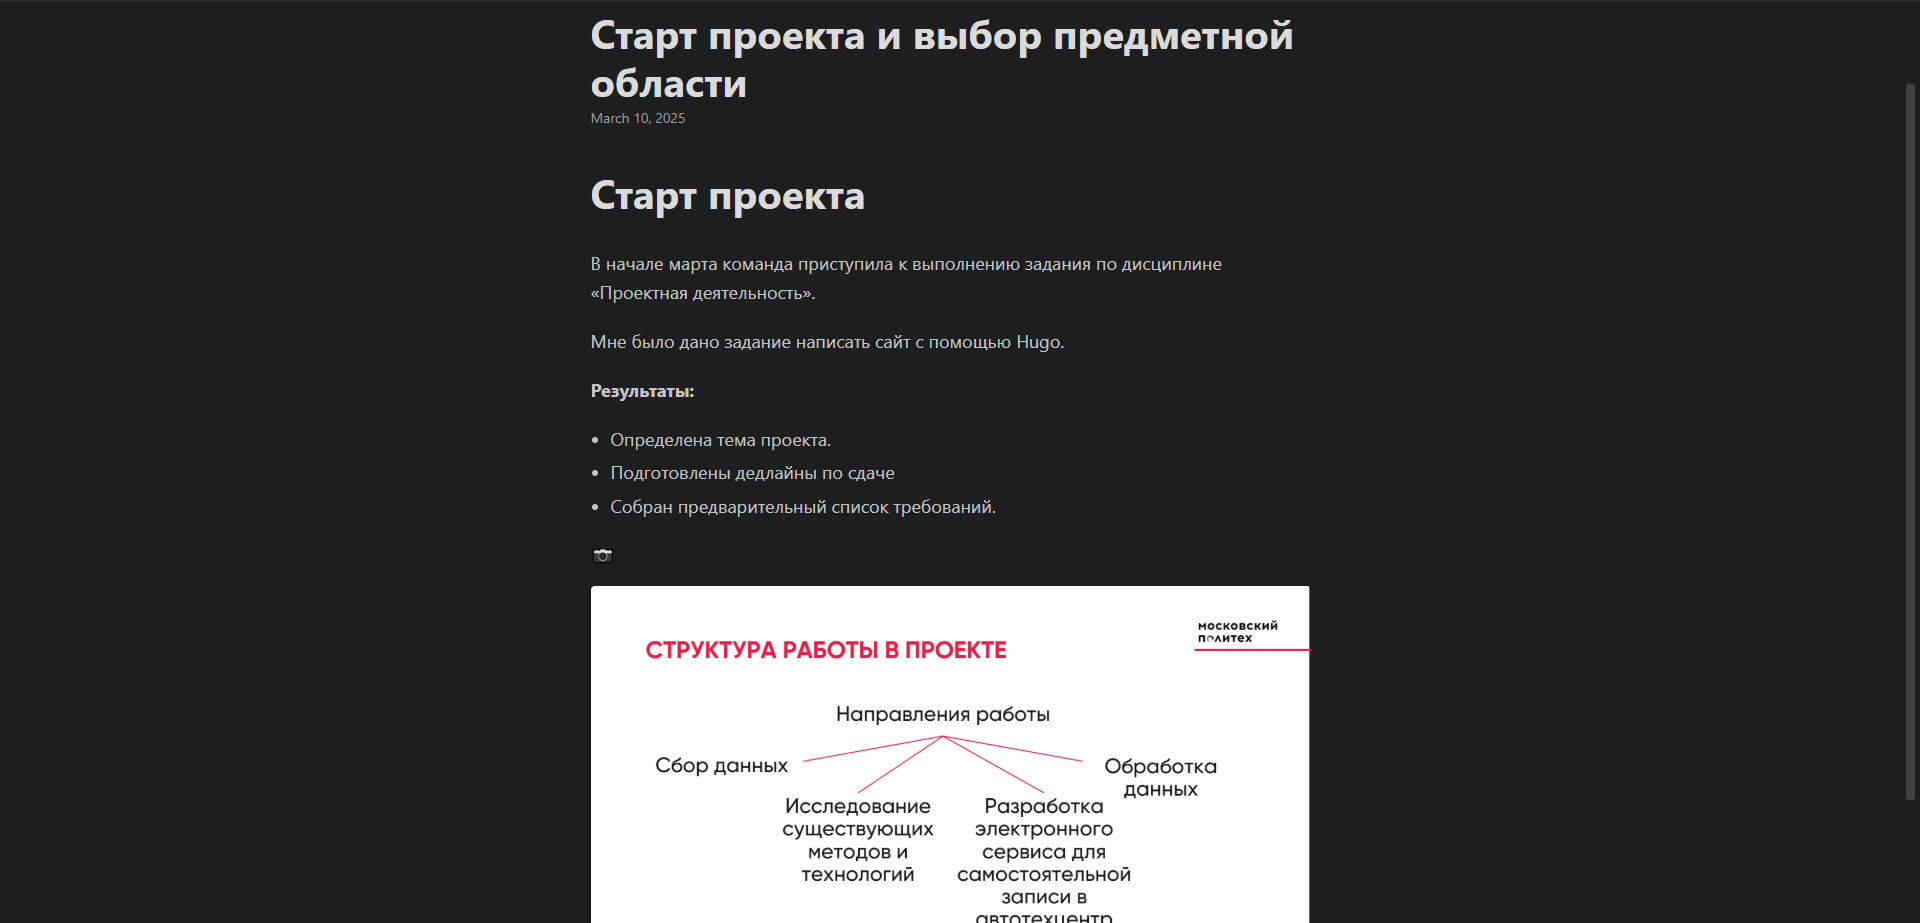 Старт проекта и выбор предметной
области
March 10, 2025
Старт проекта
В начале марта команда приступила к выполнению задания по дисциплине
«Проектная деятельность».
Мне было дано задание написать сайт с помощью Hugo.
Результаты:
• Определена тема проекта.
• Подготовлены дедлайны по сдаче
• Собран предварительный список требований.
московский
политех
СТРУКТУРА РАБОТЫ В ПРОЕКТЕ
Направления работы
Сбор данных
Исследование
существующих
методов и
технологий
Разработка
электронного
сервиса для
самостоятельной
записи в
автотехцентр
Обработка
данных